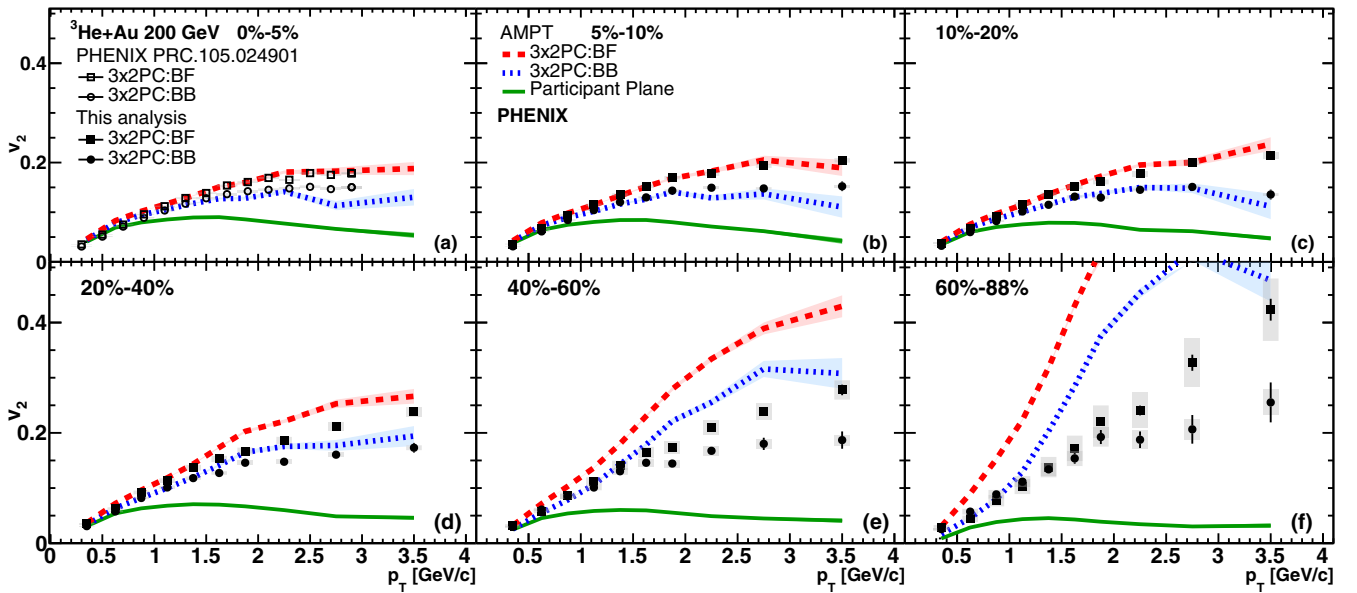 ³He+Au 200 GeV 0%-5%
PHENIX PRC.105.024901
3x2PC:BF
3x2PC:BB
This analysis
3x2PC:BF
3x2PC:BB
(a)
AMPT 5%-10%
3x2PC:BF
3x2PC:BB
Participant Plane
PHENIX
(b)
10%-20%
(c)
v₂
0.4
0.2
0
20%-40%
(d)
40%-60%
(e)
60%-88%
(f)
v₂
0.4
0.2
0
0 0.5 1 1.5 2 2.5 3 3.5 4
p_T [GeV/c]
0.5 1 1.5 2 2.5 3 3.5
p_T [GeV/c]
0.5 1 1.5 2 2.5 3 3.5 4
p_T [GeV/c]